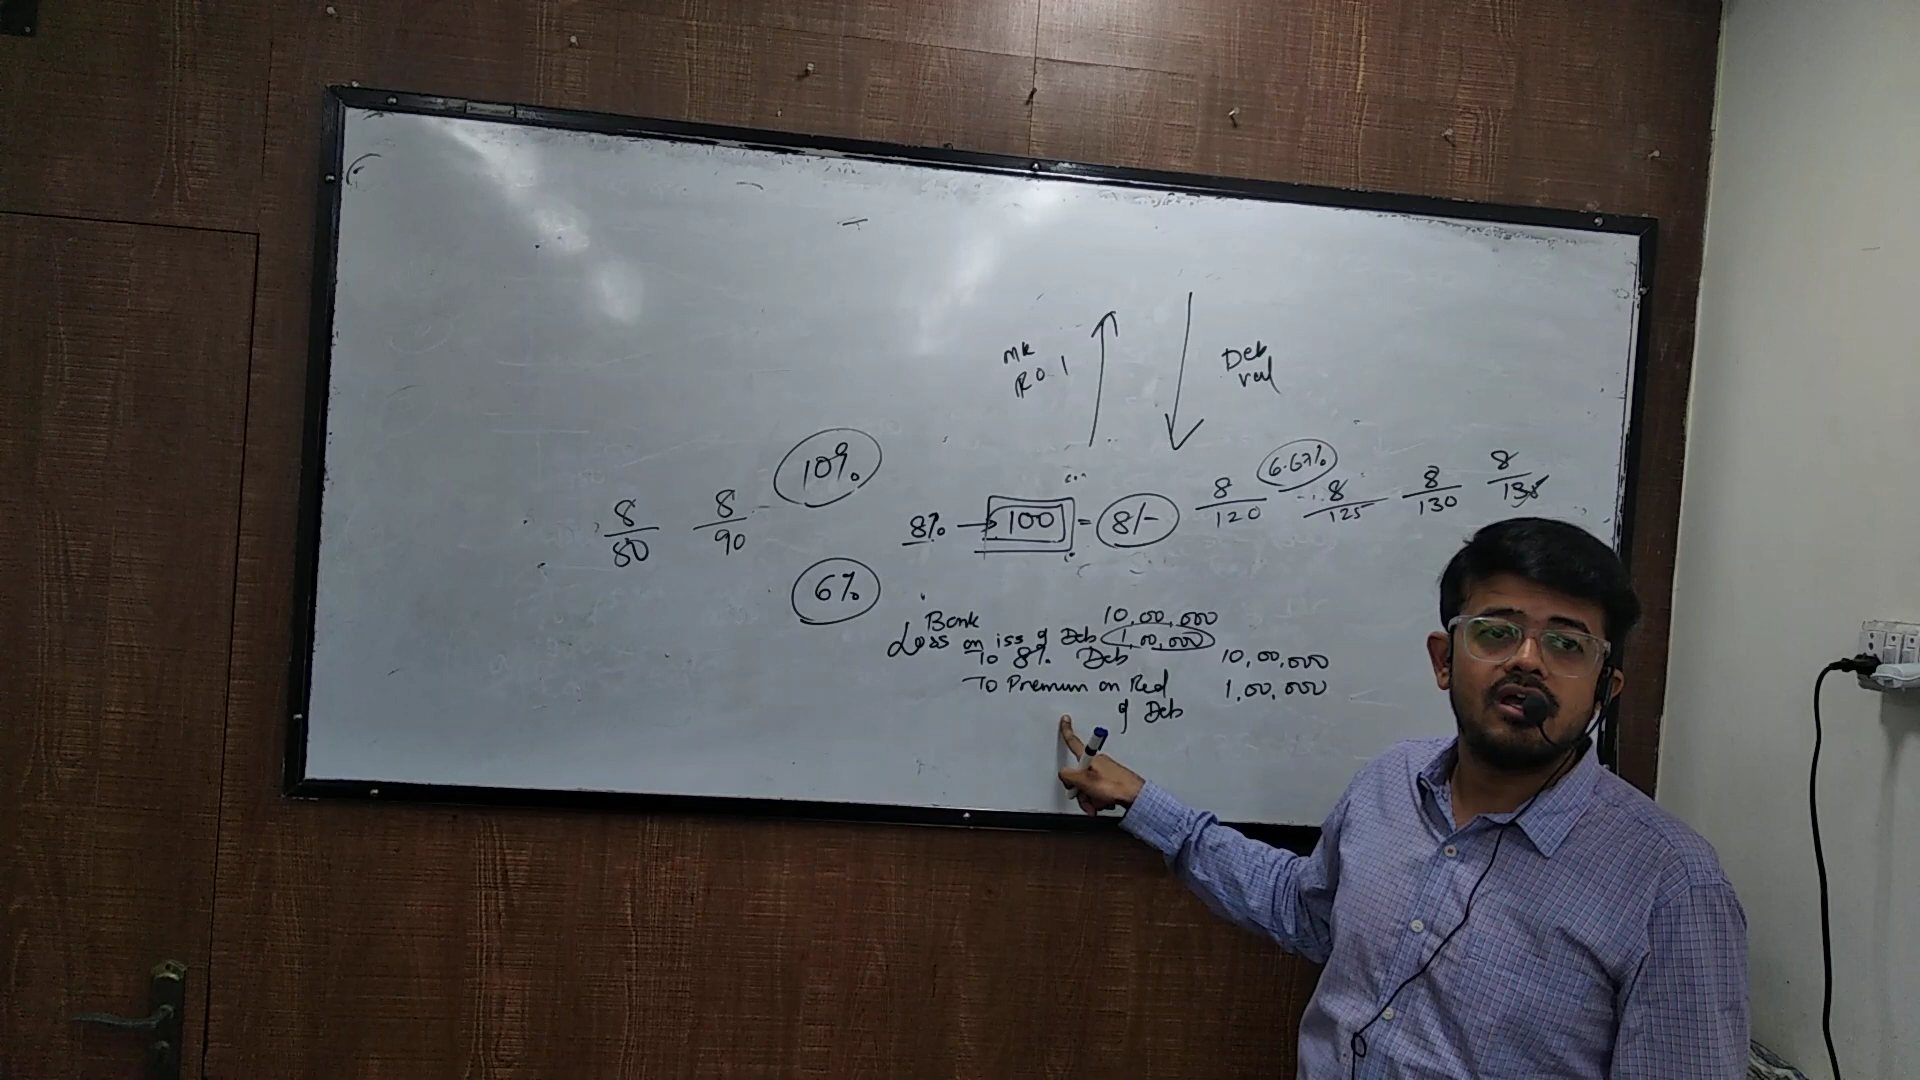 MR
ROI
Deb
val
10%
6.67%
8/80
8/90
8% → 100 = 8/-
8/120
8/125
8/130
6%
Bank 10,00,000
Loss on iss of Deb 1,00,000
To 8% Deb 10,00,000
To Premium on Red 1,00,000
of Deb